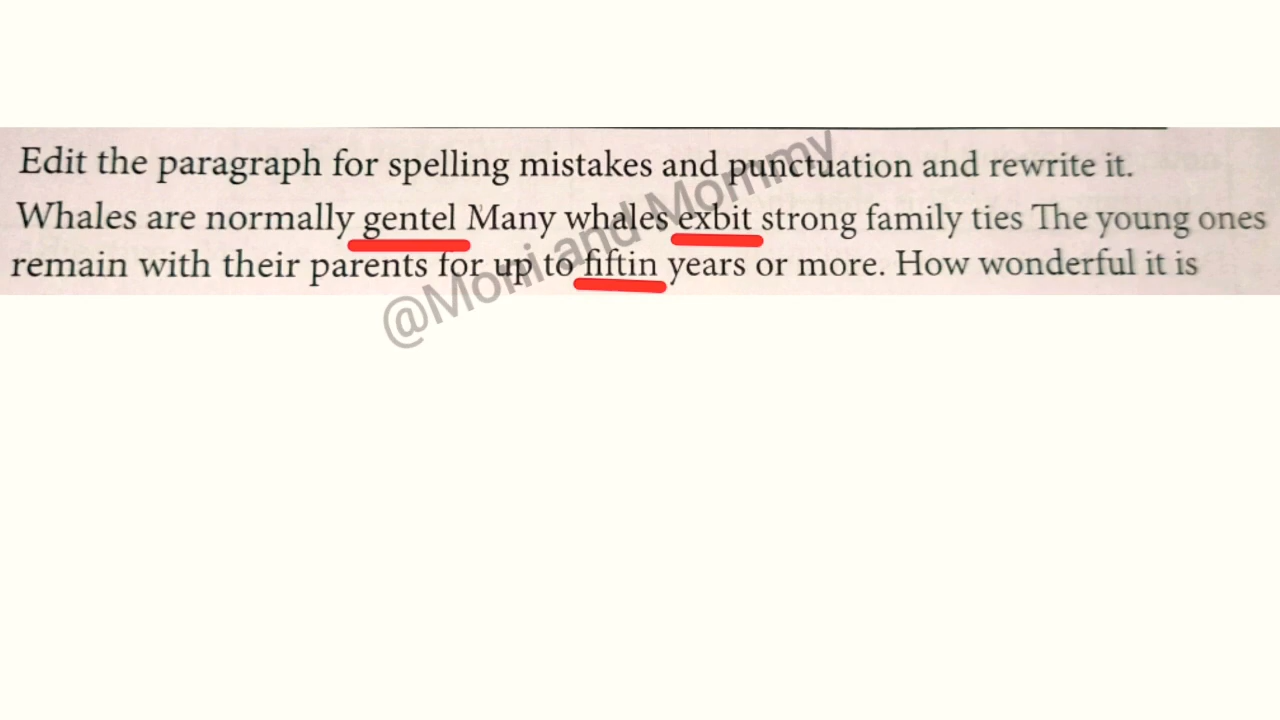 Edit the paragraph for spelling mistakes and punctuation and rewrite it.
Whales are normally gentel Many whales exbit strong family ties The young ones
remain with their parents for up to fiftin years or more. How wonderful it is
@Moni and Mommy